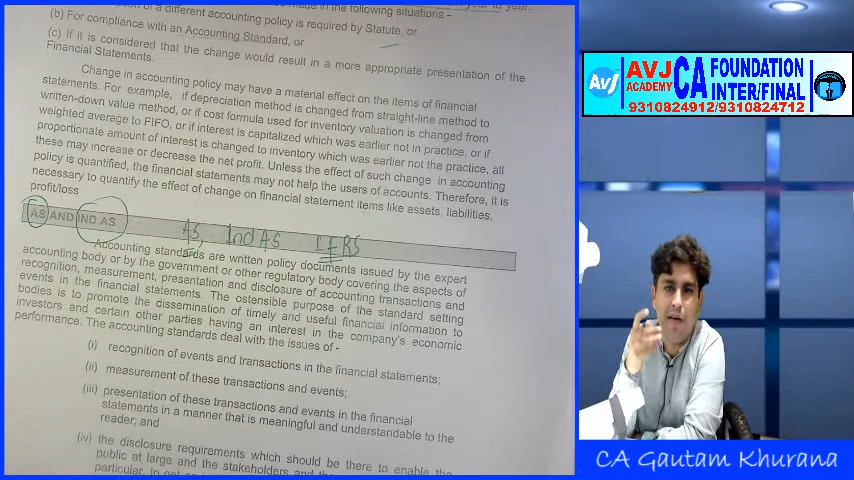 of a different accounting policy is required by Statute, or
(b) For compliance with an Accounting Standard, or
(c) If it is considered that the change would result in a more appropriate presentation of the
Financial Statements.
Change in accounting policy may have a material effect on the items of financial
statements. For example, if depreciation method is changed from straight-line method to
written-down value method, or if cost formula used for inventory valuation is changed from
weighted average to FIFO, or if interest is capitalized which was earlier not in practice, or if
proportionate amount of interest is changed to inventory which was earlier not the practice, all
these may increase or decrease the net profit. Unless the effect of such change in accounting
policy is quantified, the financial statements may not help the users of accounts. Therefore, it is
necessary to quantify the effect of change on financial statement items like assets, liabilities,
profit/loss
AS AND IND AS
AS, Ind AS IFRS
Accounting standards are written policy documents issued by the expert
accounting body or by the government or other regulatory body covering the aspects of
recognition, measurement, presentation and disclosure of accounting transactions and
events in the financial statements. The ostensible purpose of the standard setting
bodies is to promote the dissemination of timely and useful financial information to
investors and certain other parties having an interest in the company's economic
performance. The accounting standards deal with the issues of -
(i) recognition of events and transactions in the financial statements;
(ii) measurement of these transactions and events;
(iii) presentation of these transactions and events in the financial
statements in a manner that is meaningful and understandable to the
reader; and
(iv) the disclosure requirements which should be there to enable the
public at large and the stakeholders and the
AVJ
AVJ
ACADEMY
CA
FOUNDATION
INTER/FINAL
9310824912/9310824712
CA Gautam Khurana